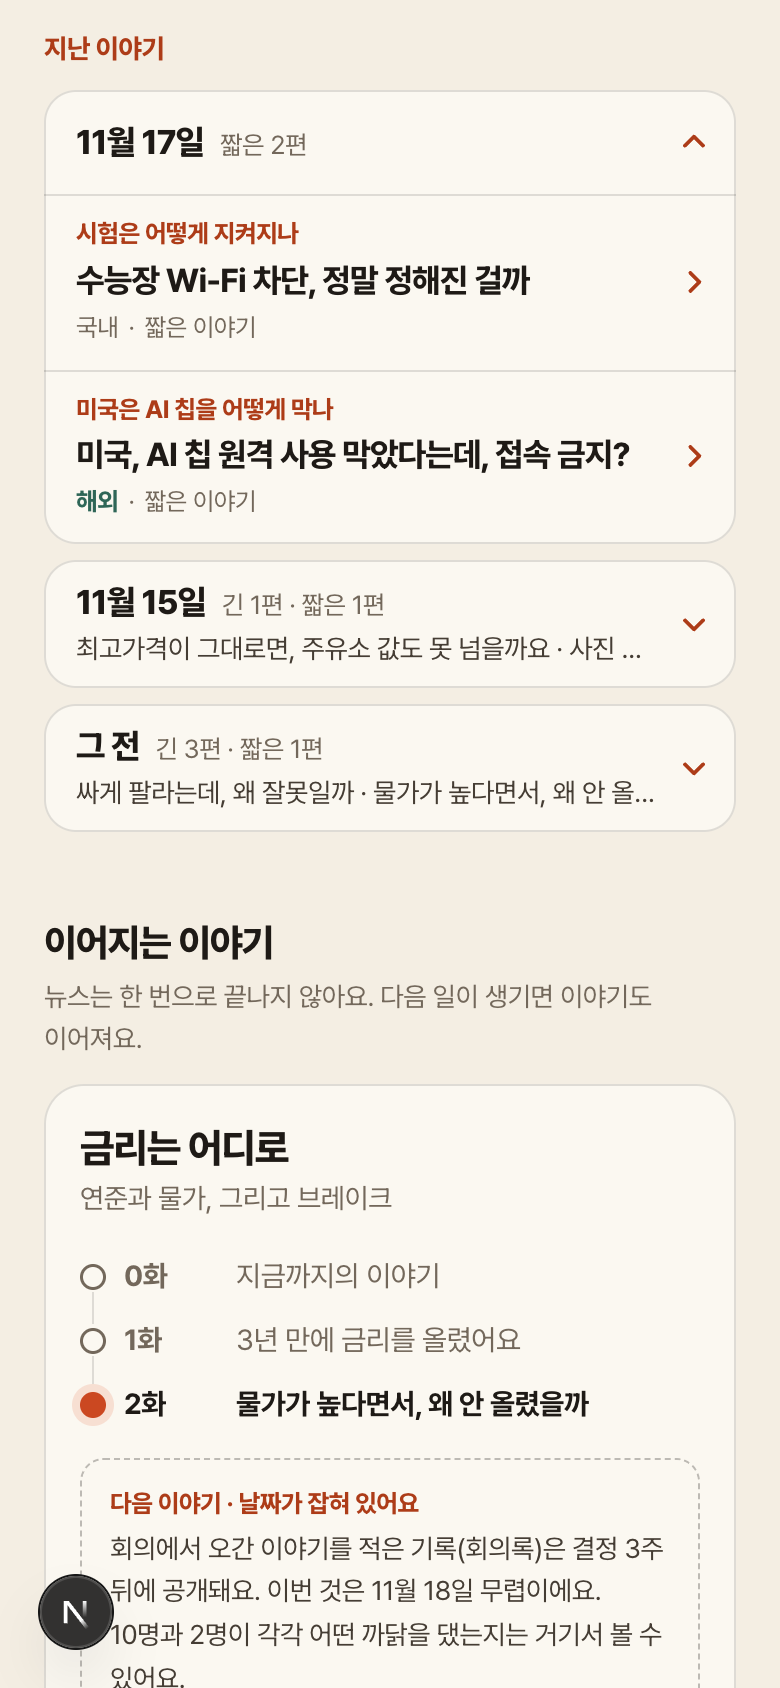 지난 이야기
11월 17일 짧은 2편
시험은 어떻게 지켜지나
수능장 Wi-Fi 차단, 정말 정해진 걸까
국내 · 짧은 이야기
미국은 AI 칩을 어떻게 막나
미국, AI 칩 원격 사용 막았다는데, 접속 금지?
해외 · 짧은 이야기
11월 15일 긴 1편 · 짧은 1편
최고가격이 그대로면, 주유소 값도 못 넘을까요 · 사진 ...
그 전 긴 3편 · 짧은 1편
싸게 팔라는데, 왜 잘못일까 · 물가가 높다면서, 왜 안 올...
이어지는 이야기
뉴스는 한 번으로 끝나지 않아요. 다음 일이 생기면 이야기도
이어져요.
금리는 어디로
연준과 물가, 그리고 브레이크
0화 지금까지의 이야기
1화 3년 만에 금리를 올렸어요
2화 물가가 높다면서, 왜 안 올렸을까
다음 이야기 · 날짜가 잡혀 있어요
회의에서 오간 이야기를 적은 기록(회의록)은 결정 3주
뒤에 공개돼요. 이번 것은 11월 18일 무렵이에요.
N
10명과 2명이 각각 어떤 까닭을 댔는지는 거기서 볼 수
있어요.